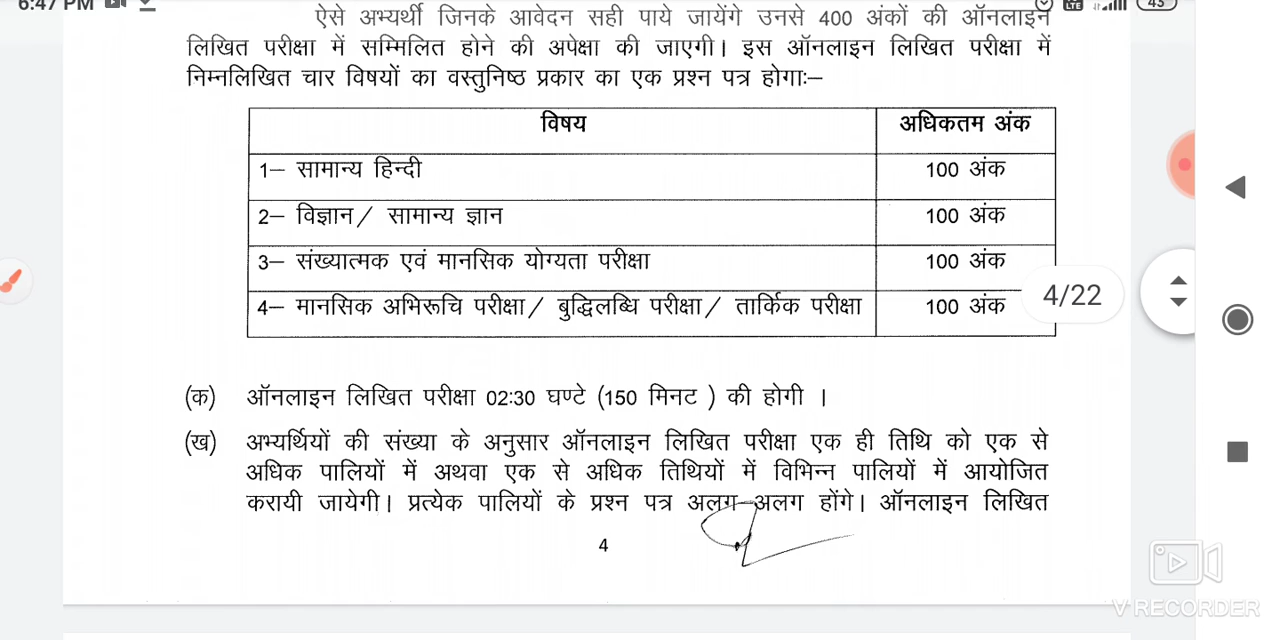 6:47 PM
43
ऐसे अभ्यर्थी जिनके आवेदन सही पाये जायेंगे उनसे 400 अंकों की ऑनलाइन
लिखित परीक्षा में सम्मिलित होने की अपेक्षा की जाएगी। इस ऑनलाइन लिखित परीक्षा में
निम्नलिखित चार विषयों का वस्तुनिष्ठ प्रकार का एक प्रश्न पत्र होगाः—
विषय अधिकतम अंक
1— सामान्य हिन्दी 100 अंक
2— विज्ञान/ सामान्य ज्ञान 100 अंक
3— संख्यात्मक एवं मानसिक योग्यता परीक्षा 100 अंक
4— मानसिक अभिरूचि परीक्षा/ बुद्धिलब्धि परीक्षा/ तार्किक परीक्षा 100 अंक
4/22
(क) ऑनलाइन लिखित परीक्षा 02:30 घण्टे (150 मिनट ) की होगी ।
(ख) अभ्यर्थियों की संख्या के अनुसार ऑनलाइन लिखित परीक्षा एक ही तिथि को एक से
अधिक पालियों में अथवा एक से अधिक तिथियों में विभिन्न पालियों में आयोजित
करायी जायेगी। प्रत्येक पालियों के प्रश्न पत्र अलग—अलग होंगे। ऑनलाइन लिखित
4
V RECORDER